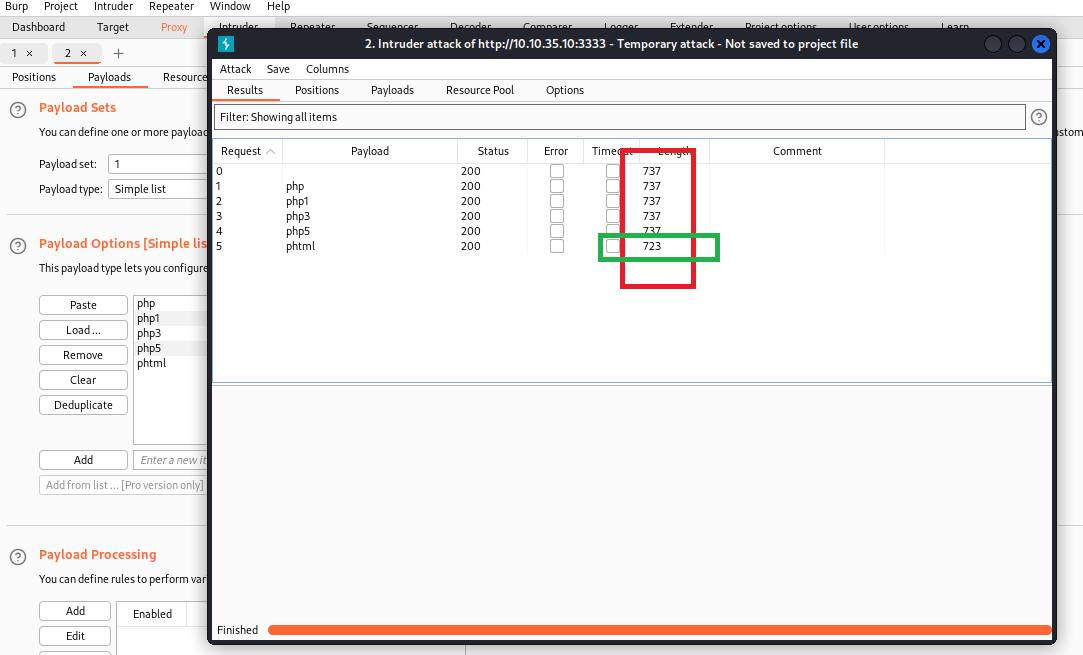 Burp Project Intruder Repeater Window Help
Dashboard Target Proxy Intruder Repeater Sequencer Decoder Comparer Logger Extender Project options User options Learn
1 × 2 × +
2. Intruder attack of http://10.10.35.10:3333 - Temporary attack - Not saved to project file
Positions Payloads Resource
Attack Save Columns
Results Positions Payloads Resource Pool Options
Filter: Showing all items
?
Request Payload Status Error Timeout Length Comment
0 200 737
1 php 200 737
2 php1 200 737
3 php3 200 737
4 php5 200 737
5 phtml 200 723
Finished
? Payload Sets
You can define one or more payload
ustom
Payload set: 1
Payload type: Simple list
? Payload Options [Simple lis
This payload type lets you configure
Paste
Load ...
Remove
Clear
Deduplicate
php
php1
php3
php5
phtml
Add Enter a new it
Add from list ... [Pro version only]
? Payload Processing
You can define rules to perform var
Add Enabled
Edit